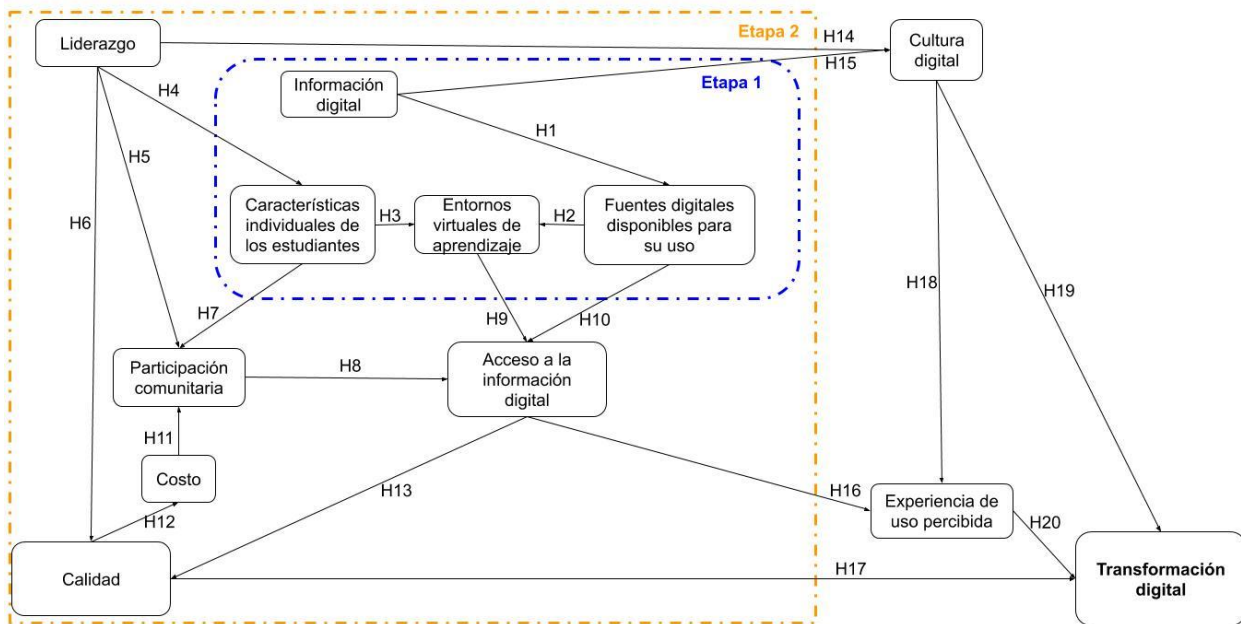 Etapa 2
Liderazgo
H14
Cultura
digital
H15
Etapa 1
Información
digital
H4
H1
H5
H6
Características
individuales de
los estudiantes
H3
Entornos
virtuales de
aprendizaje
H2
Fuentes digitales
disponibles para
su uso
H18
H19
H7
H9
H10
Participación
comunitaria
H8
Acceso a la
información
digital
H11
Costo
H13
H16
Experiencia de
uso percibida
H12
H20
Calidad
H17
Transformación
digital